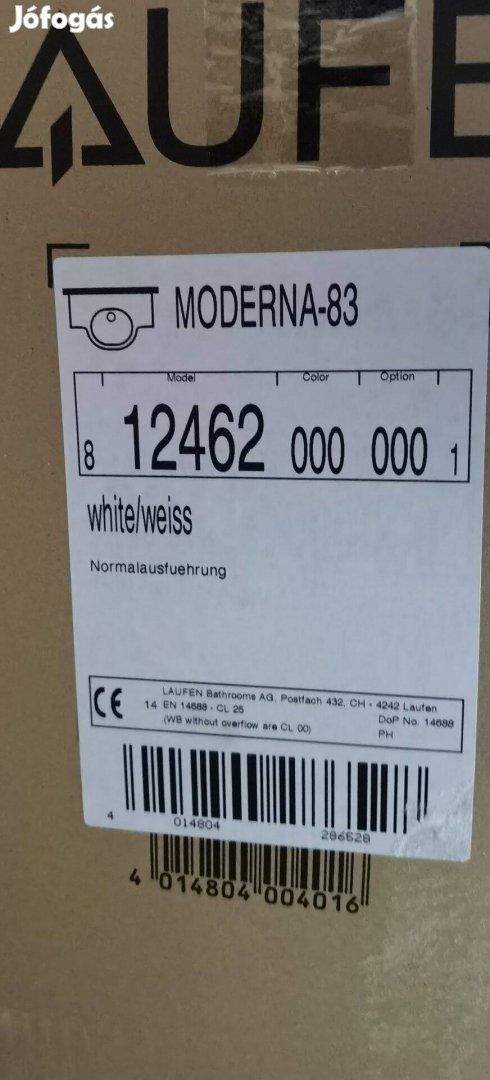 Jófogás
LAUFE
MODERNA-83
Model Color Option
8 12462 000 000 1
white/weiss
Normalausfuehrung
CE LAUFEN Bathrooms AG, Postfach 432, CH - 4242 Laufen
14 EN 14688 - CL 25 DoP No. 14688
(WB without overflow are CL 00) PH
4 014804 286528
4 014804 004016